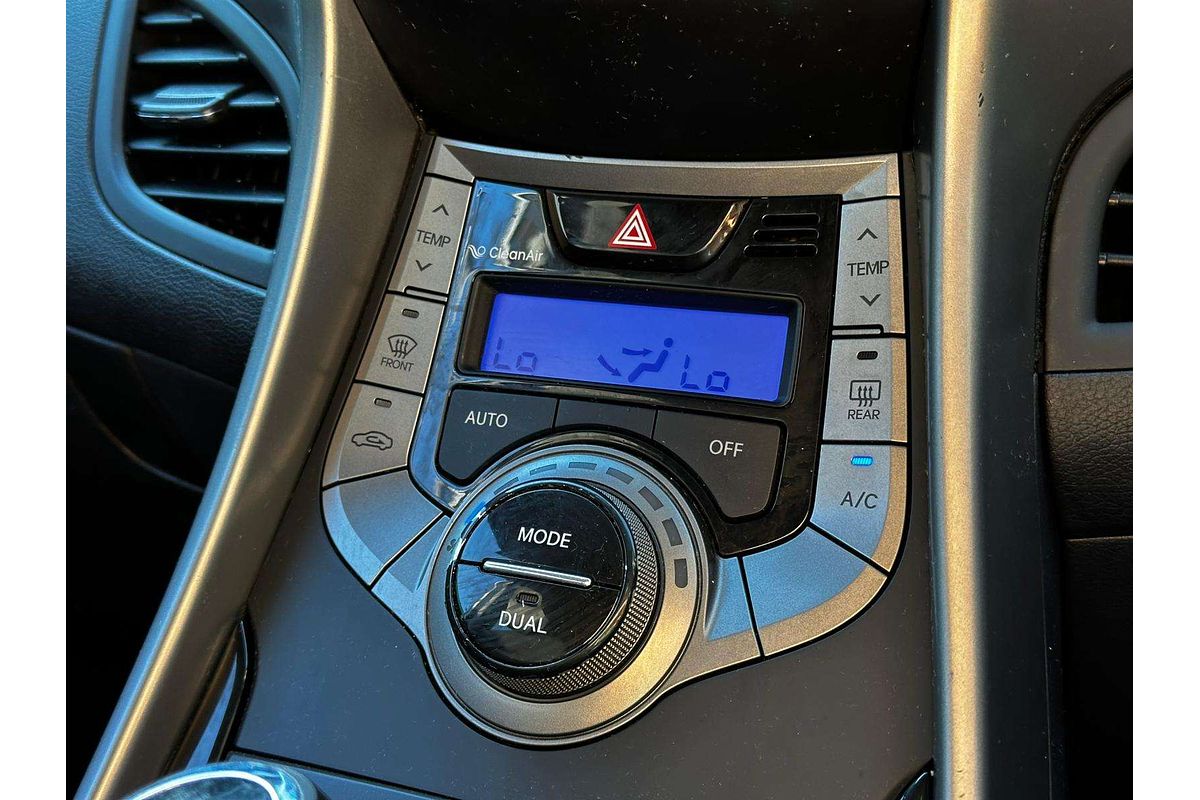 TEMP
CleanAir
TEMP
FRONT
Lo
Lo
REAR
AUTO
OFF
A/C
MODE
DUAL